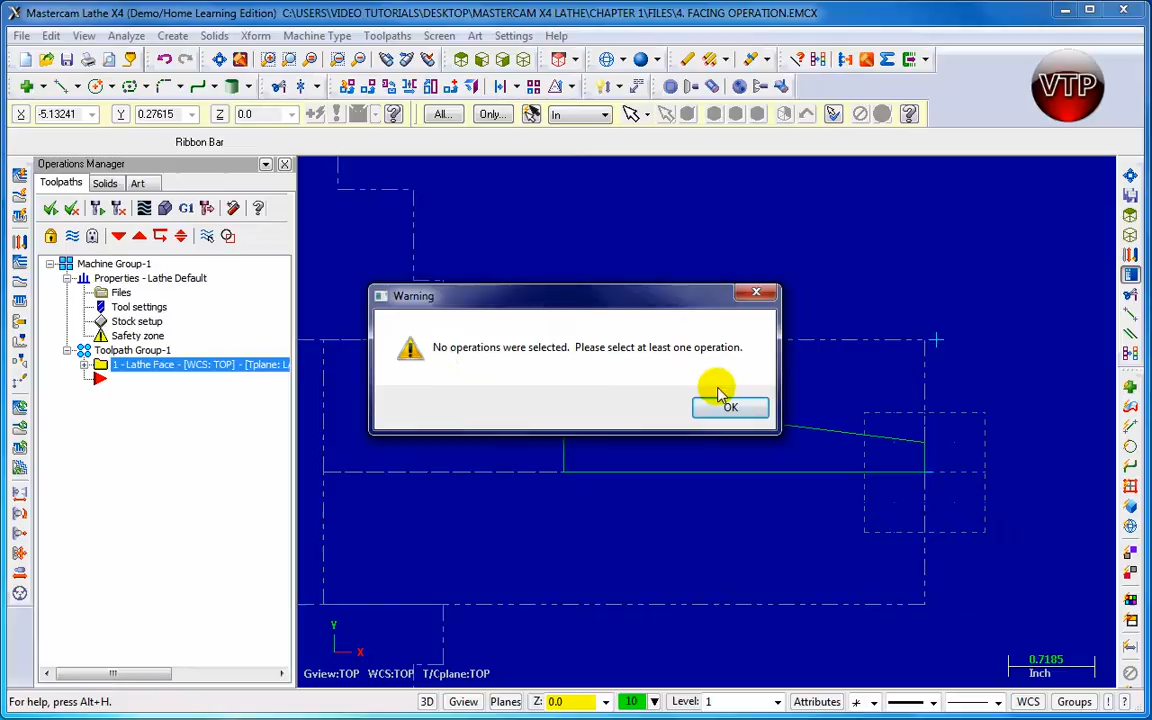 Mastercam Lathe X4 (Demo/Home Learning Edition)  C:\USERS\VIDEO TUTORIALS\DESKTOP\MASTERCAM X4 LATHE\CHAPTER 1\FILES\4. FACING OPERATION.EMCX
File Edit View Analyze Create Solids Xform Machine Type Toolpaths Screen Art Settings Help
VTP
X -5.13241 Y 0.27615 Z 0.0 All... Only... In
Ribbon Bar
Operations Manager
Toolpaths Solids Art
G1
Machine Group-1
Properties - Lathe Default
Files
Tool settings
Stock setup
Safety zone
Toolpath Group-1
1 - Lathe Face - [WCS: TOP] - [Tplane: L
Warning
No operations were selected.  Please select at least one operation.
OK
Y
X
Gview:TOP WCS:TOP T/Cplane:TOP
0.7185
Inch
For help, press Alt+H.
3D Gview Planes Z: 0.0 10 Level: 1 Attributes WCS Groups ! ?